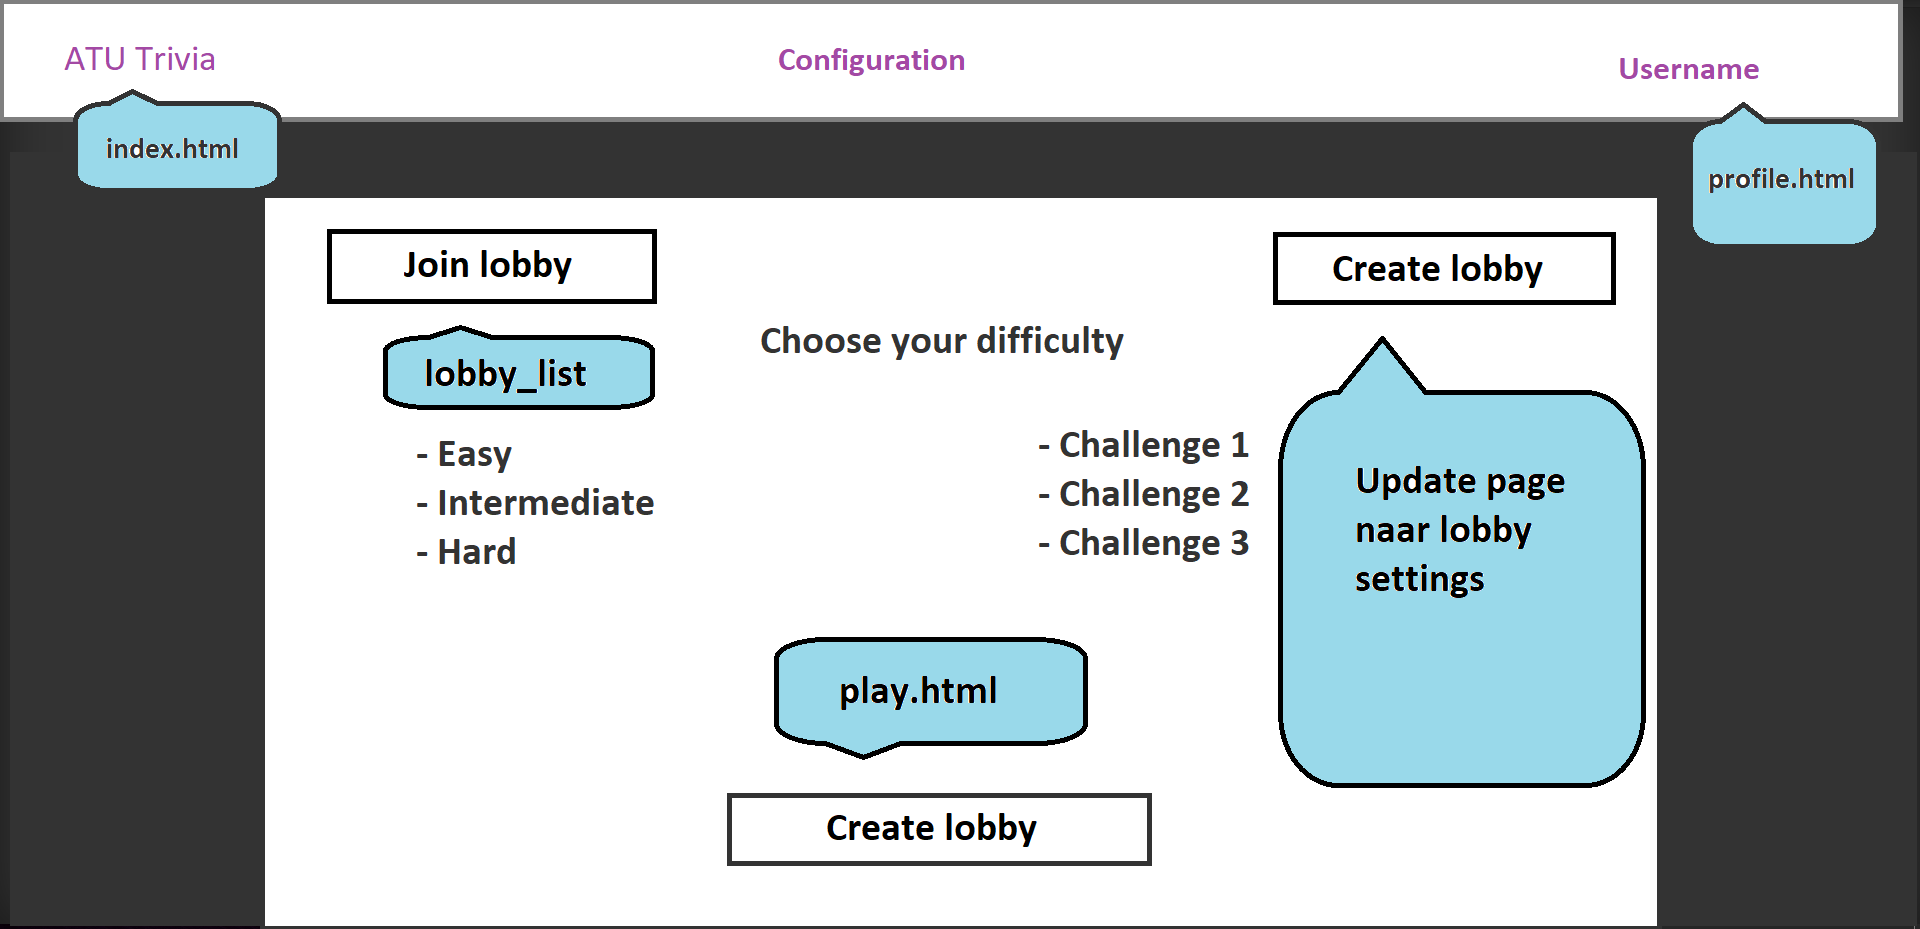 ATU Trivia
Configuration
Username
index.html
profile.html
Join lobby
Create lobby
lobby_list
Choose your difficulty
- Easy
- Intermediate
- Hard
- Challenge 1
- Challenge 2
- Challenge 3
Update page
naar lobby
settings
play.html
Create lobby